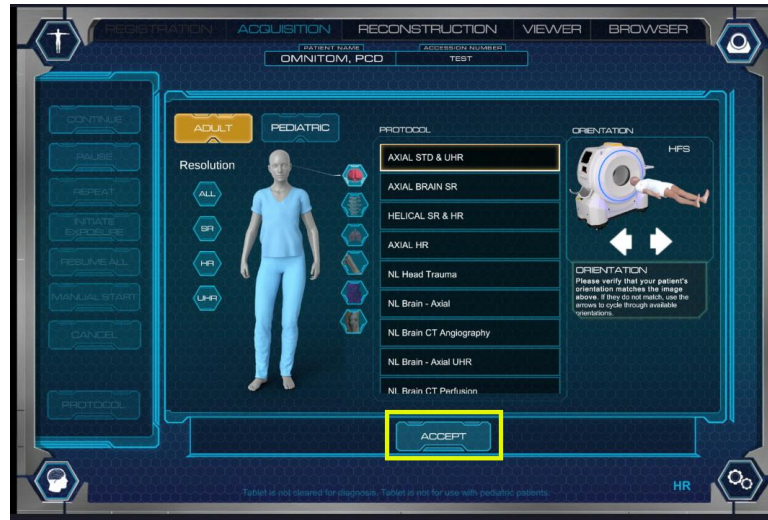 REGISTRATION ACQUISITION RECONSTRUCTION VIEWER BROWSER
PATIENT NAME ACCESSION NUMBER
OMNITOM, PCD TEST
CONTINUE
PAUSE
REPEAT
INITIATE
EXPOSURE
RESUME ALL
MANUAL START
CANCEL
PROTOCOL
ADULT PEDIATRIC
Resolution
ALL
SR
HR
UHR
PROTOCOL
AXIAL STD & UHR
AXIAL BRAIN SR
HELICAL SR & HR
AXIAL HR
NL Head Trauma
NL Brain - Axial
NL Brain CT Angiography
NL Brain - Axial UHR
NL Brain CT Perfusion
ORIENTATION
HFS
ORIENTATION
Please verify that your patient's
orientation matches the image
above. If they do not match, use the
arrows to cycle through available
orientations.
ACCEPT
Tablet is not cleared for diagnosis. Tablet is not for use with pediatric patients.
HR